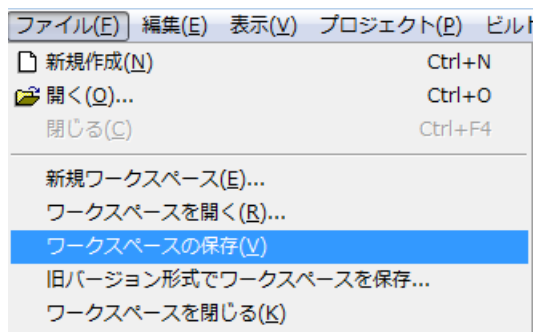 ファイル(F) 編集(E) 表示(V) プロジェクト(P) ビルド
新規作成(N) Ctrl+N
開く(O)... Ctrl+O
閉じる(C) Ctrl+F4
新規ワークスペース(E)...
ワークスペースを開く(R)...
ワークスペースの保存(V)
旧バージョン形式でワークスペースを保存...
ワークスペースを閉じる(K)